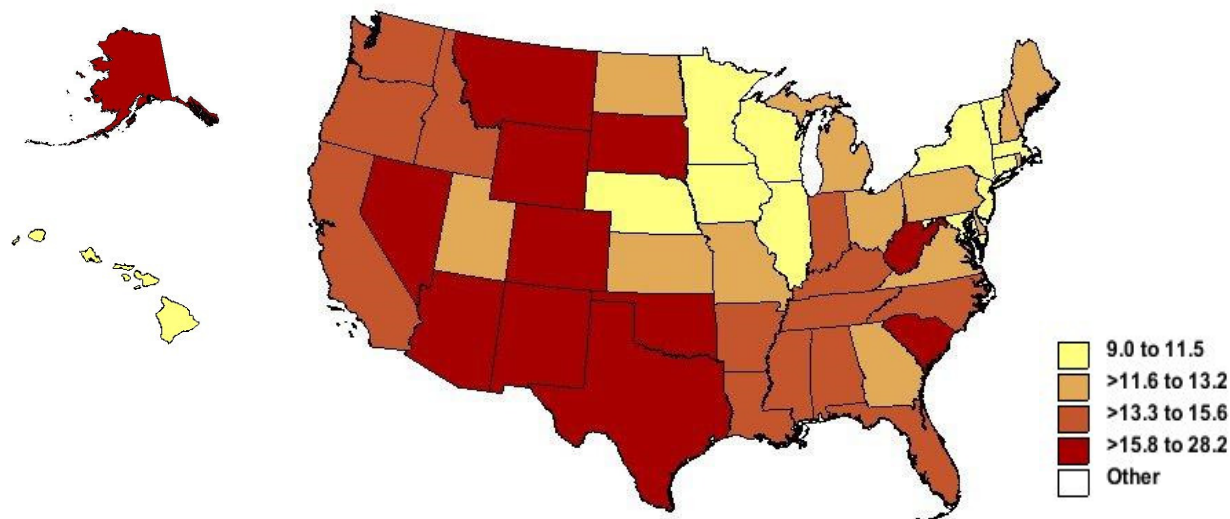 9.0 to 11.5
>11.6 to 13.2
>13.3 to 15.6
>15.8 to 28.2
Other